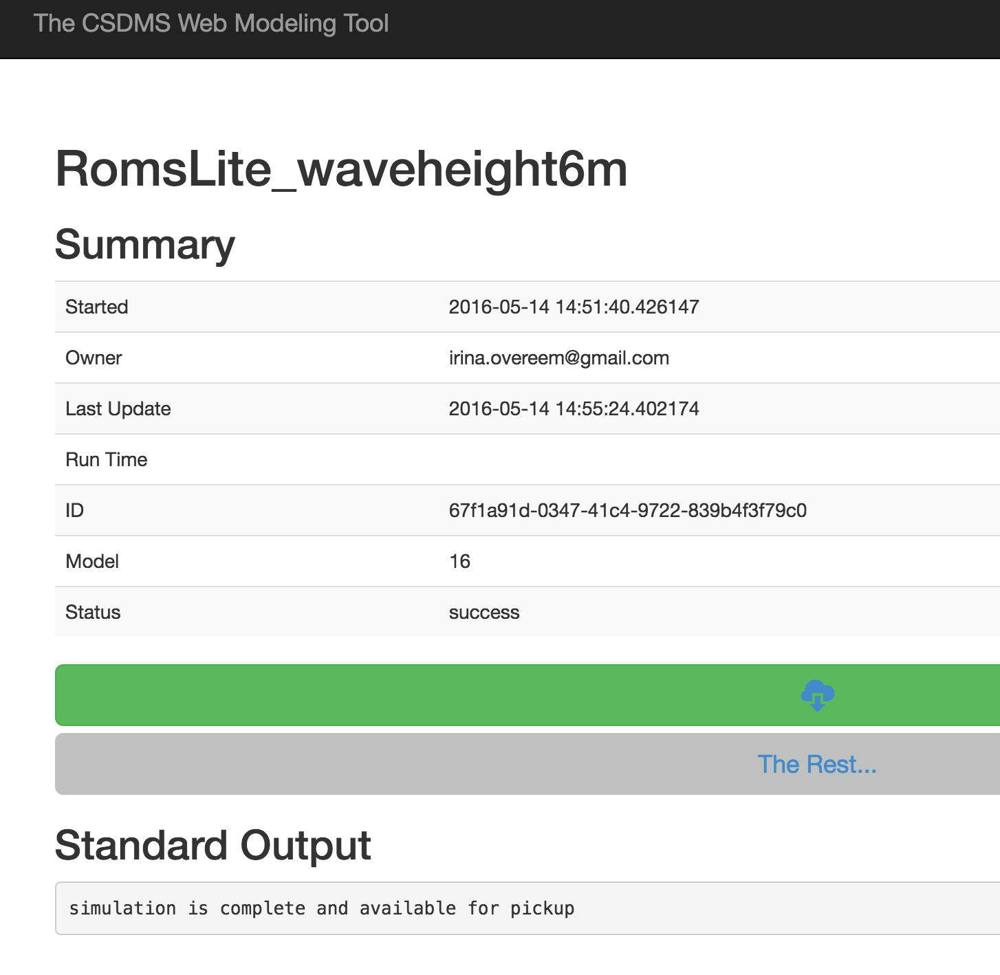 The CSDMS Web Modeling Tool
RomsLite_waveheight6m
Summary
Started 2016-05-14 14:51:40.426147
Owner irina.overeem@gmail.com
Last Update 2016-05-14 14:55:24.402174
Run Time
ID 67f1a91d-0347-41c4-9722-839b4f3f79c0
Model 16
Status success
The Rest...
Standard Output
simulation is complete and available for pickup